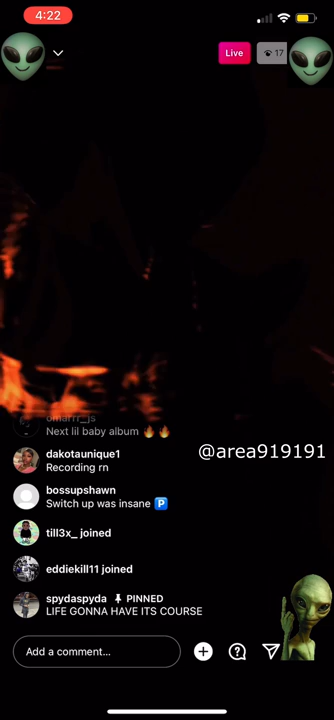 4:22
Live
17
omarrr_js
Next lil baby album 🔥🔥
@area919191
dakotaunique1
Recording rn
bossupshawn
Switch up was insane 🅿️
till3x_ joined
eddiekill11 joined
spydaspyda PINNED
LIFE GONNA HAVE ITS COURSE
Add a comment...